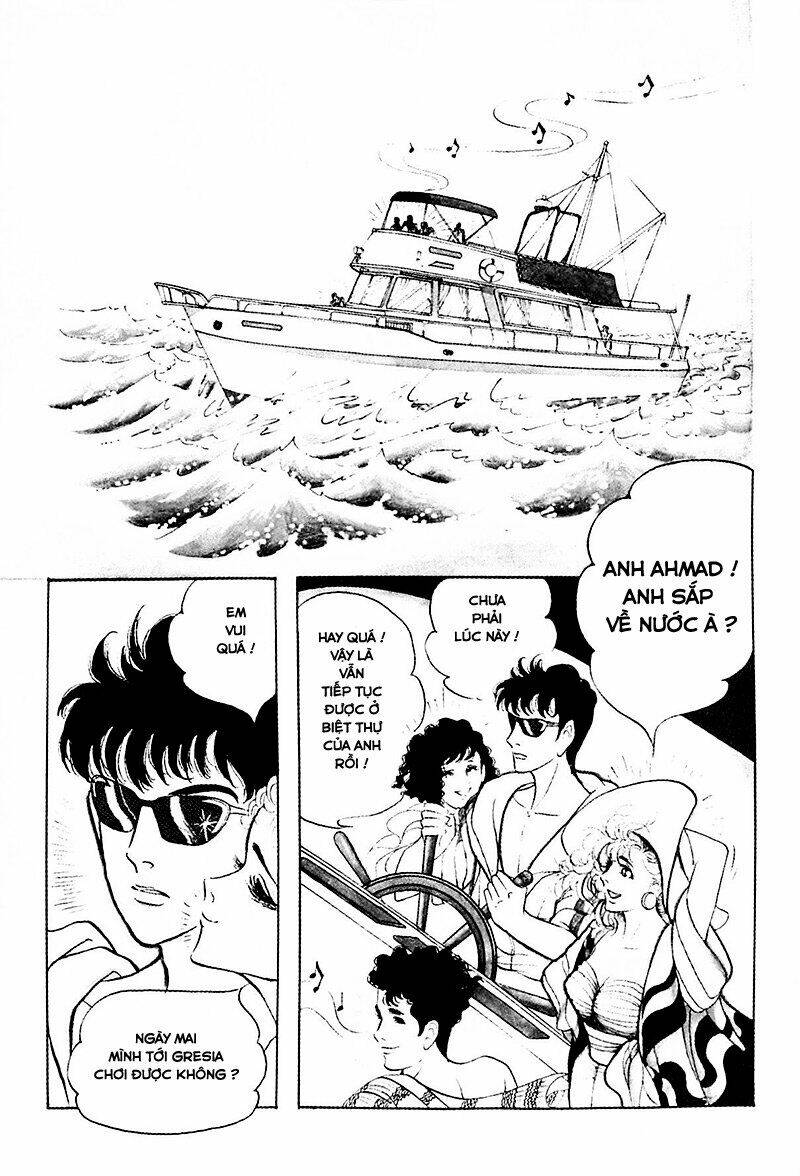 ANH AHMAD !
ANH SẮP
VỀ NƯỚC À ?
CHƯA
PHẢI
LÚC NÀY !
HAY QUÁ !
VẬY LÀ
VẪN
TIẾP TỤC
ĐƯỢC Ở
BIỆT THỰ
CỦA ANH
RỒI !
EM
VUI
QUÁ !
NGÀY MAI
MÌNH TỚI GRESIA
CHƠI ĐƯỢC KHÔNG ?